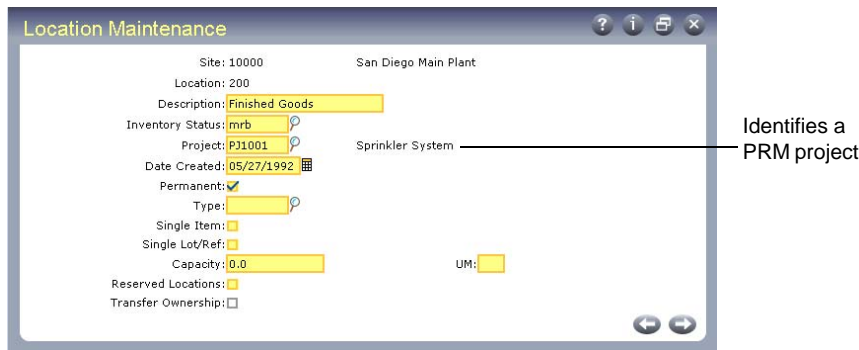 Location Maintenance
Site: 10000 San Diego Main Plant
Location: 200
Description: Finished Goods
Inventory Status: mrb
Project: PJ1001 Sprinkler System
Date Created: 05/27/1992
Permanent:
Type:
Single Item:
Single Lot/Ref:
Capacity: 0.0 UM:
Reserved Locations:
Transfer Ownership:
Identifies a
PRM project